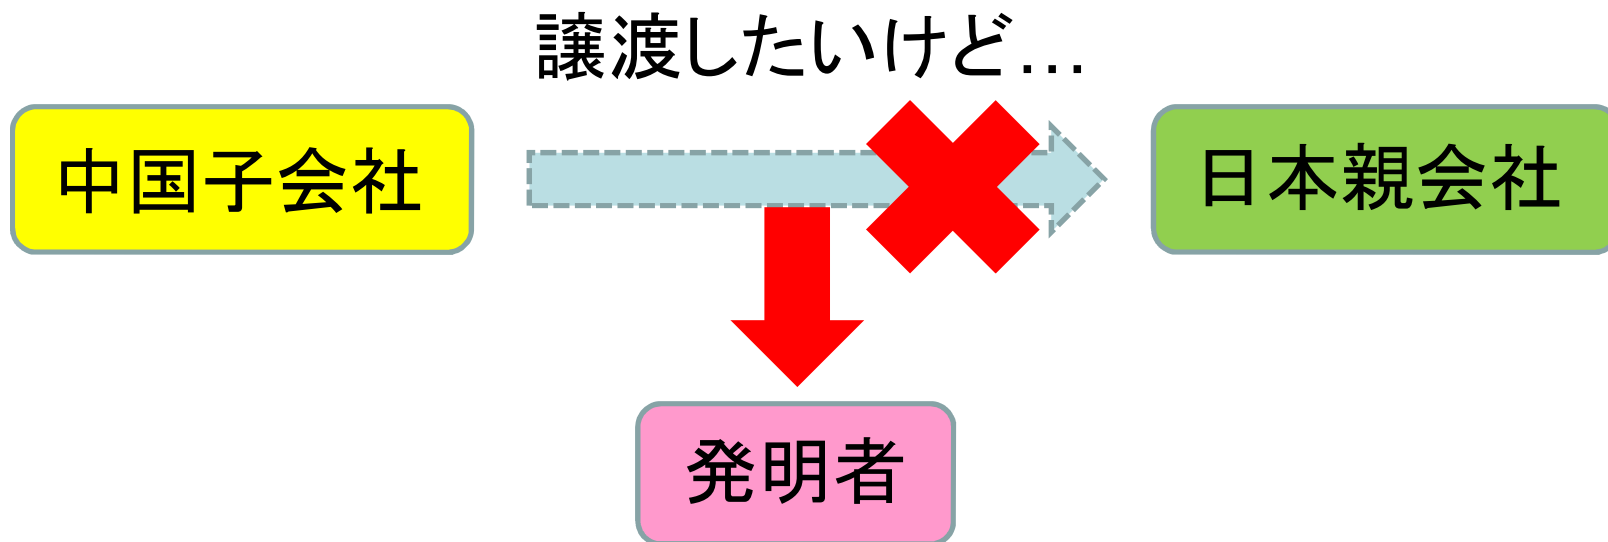 譲渡したいけど…
中国子会社
日本親会社
発明者